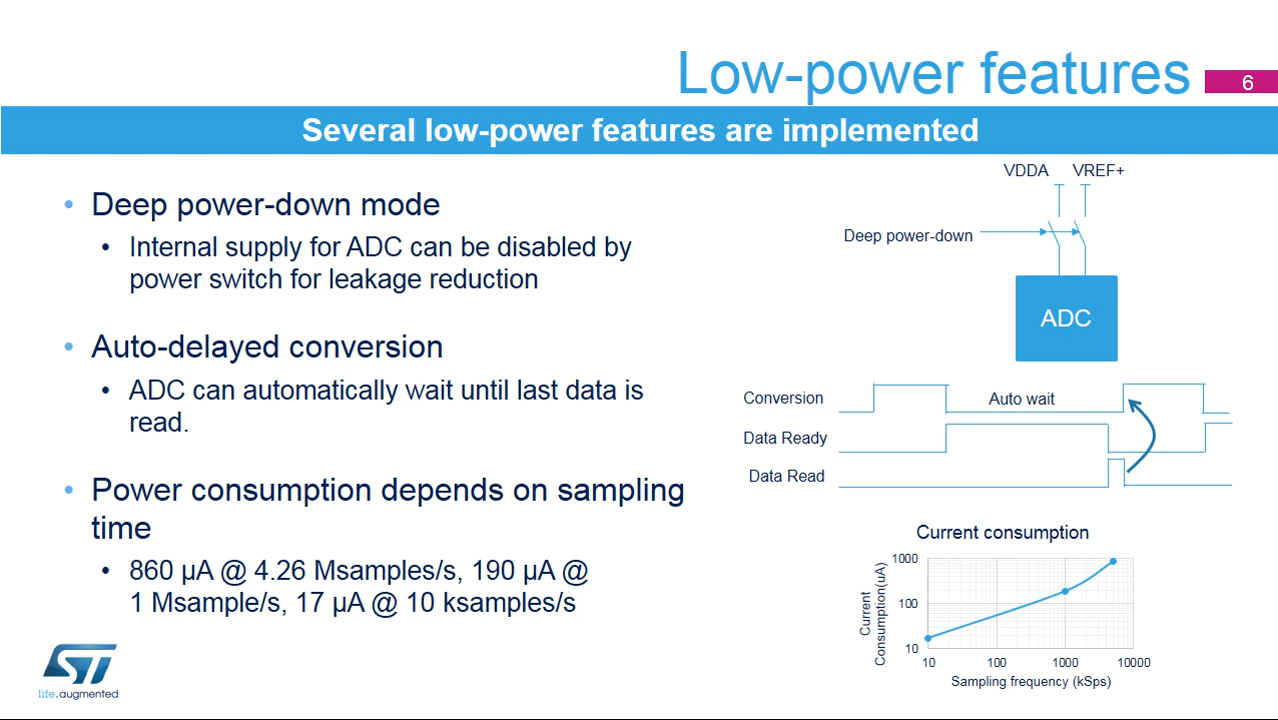 Low-power features
6
Several low-power features are implemented
• Deep power-down mode
• Internal supply for ADC can be disabled by
power switch for leakage reduction
• Auto-delayed conversion
• ADC can automatically wait until last data is
read.
• Power consumption depends on sampling
time
• 860 µA @ 4.26 Msamples/s, 190 µA @
1 Msample/s, 17 µA @ 10 ksamples/s
VDDA VREF+
Deep power-down
ADC
Conversion
Auto wait
Data Ready
Data Read
Current consumption
Current
Consumption(uA)
1000
100
10
10 100 1000 10000
Sampling frequency (kSps)
ST
life.augmented